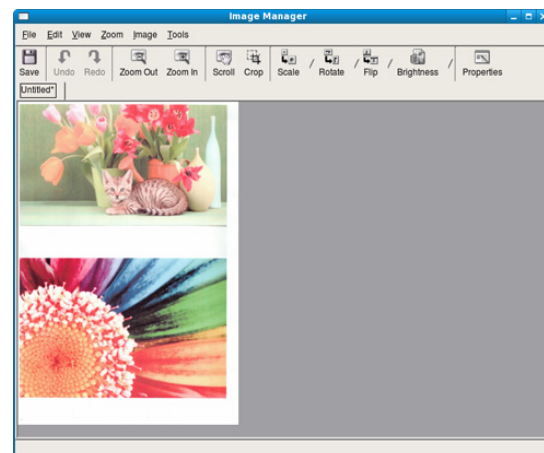 Image Manager
File Edit View Zoom Image Tools
Save Undo Redo Zoom Out Zoom In Scroll Crop Scale / Rotate / Flip / Brightness / Properties
Untitled*